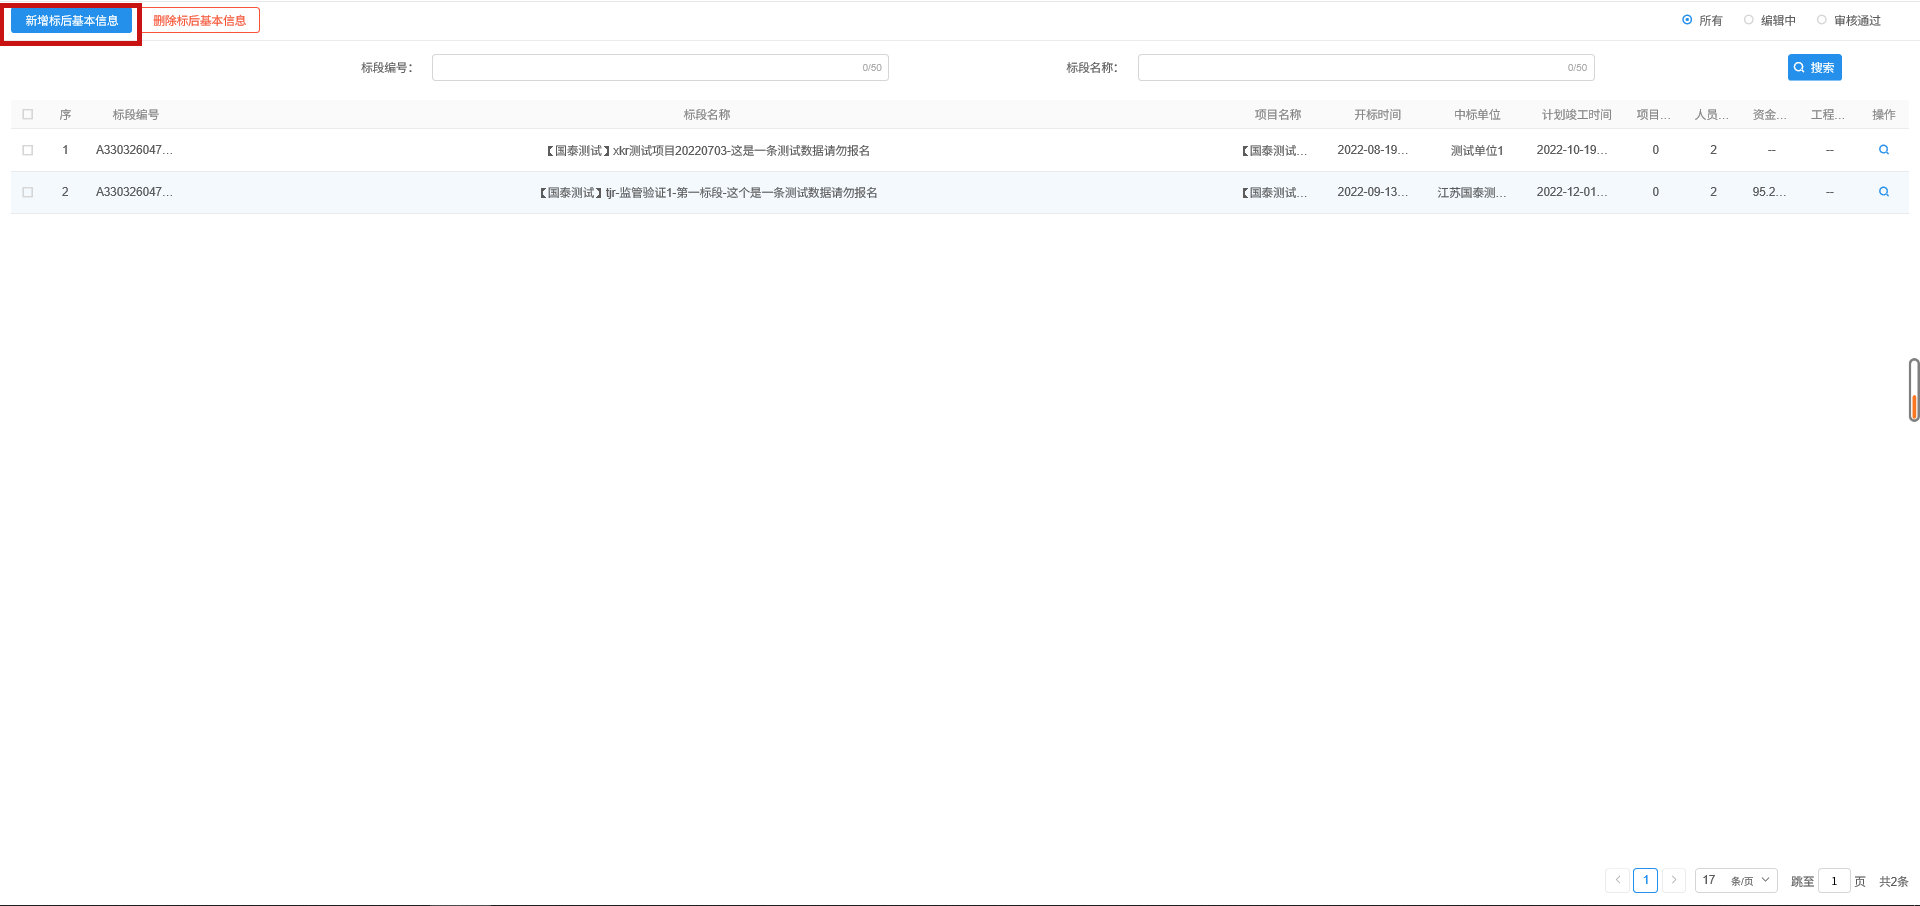 新增标后基本信息 删除标后基本信息 所有 编辑中 审核通过
标段编号： 0/50 标段名称： 0/50 搜索
序 标段编号 标段名称 项目名称 开标时间 中标单位 计划竣工时间 项目... 人员... 资金... 工程... 操作
1 A330326047... 【国泰测试】xkr测试项目20220703-这是一条测试数据请勿报名 【国泰测试... 2022-08-19... 测试单位1 2022-10-19... 0 2 -- --
2 A330326047... 【国泰测试】tjr-监管验证1-第一标段-这个是一条测试数据请勿报名 【国泰测试... 2022-09-13... 江苏国泰测... 2022-12-01... 0 2 95.2... --
1 17 条/页 跳至 1 页 共2条